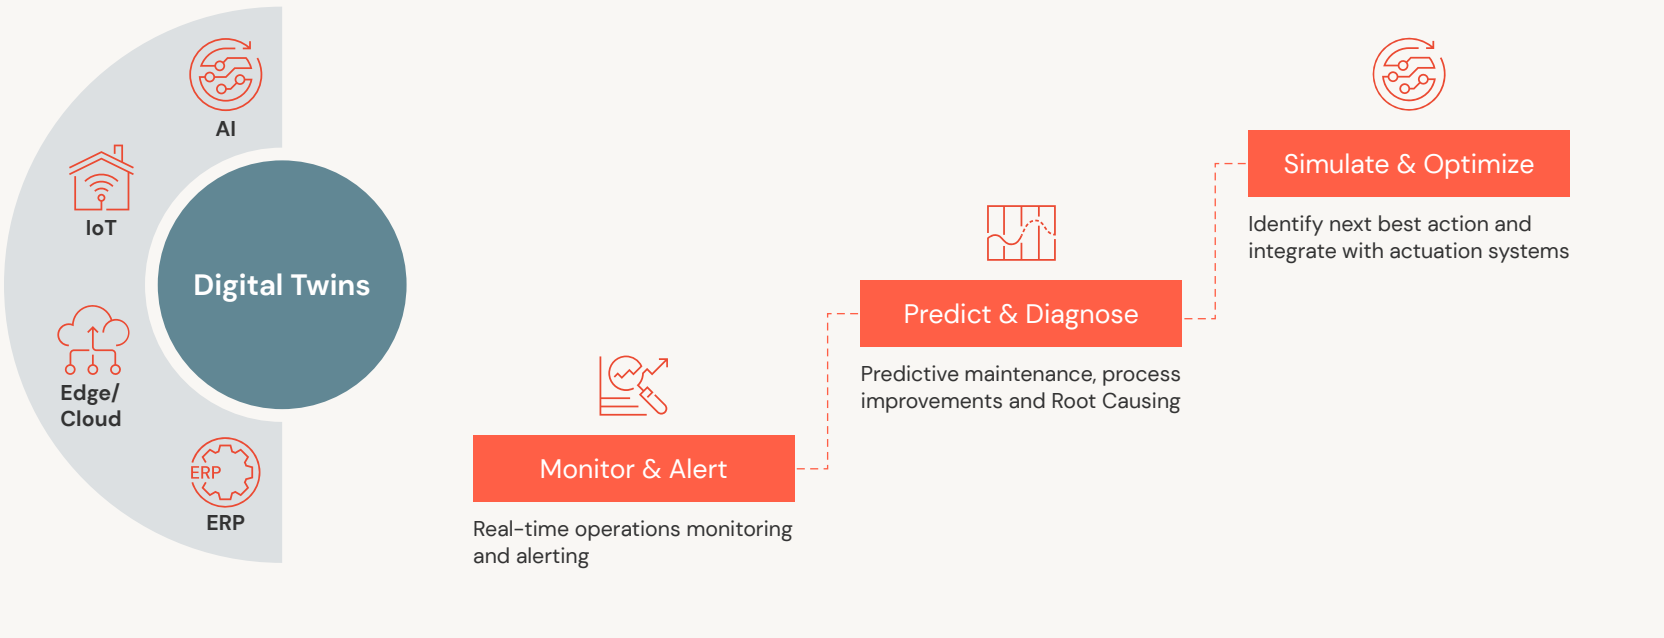 AI
IoT
Edge/
Cloud
ERP
ERP
Digital Twins
Monitor & Alert
Real-time operations monitoring
and alerting
Predict & Diagnose
Predictive maintenance, process
improvements and Root Causing
Simulate & Optimize
Identify next best action and
integrate with actuation systems